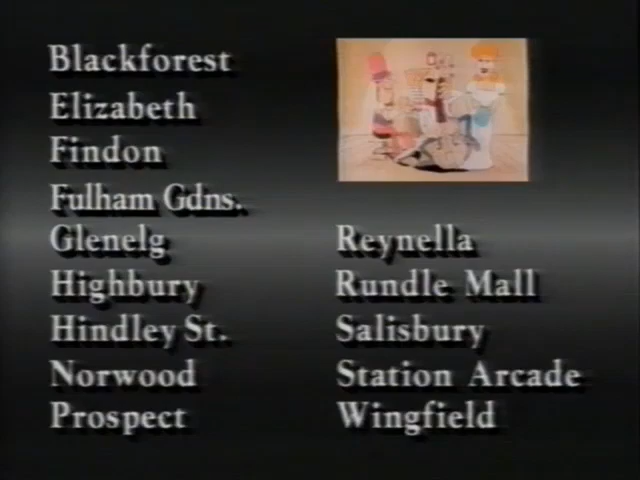 Blackforest
Elizabeth
Findon
Fulham Gdns.
Glenelg
Highbury
Hindley St.
Norwood
Prospect
Reynella
Rundle Mall
Salisbury
Station Arcade
Wingfield